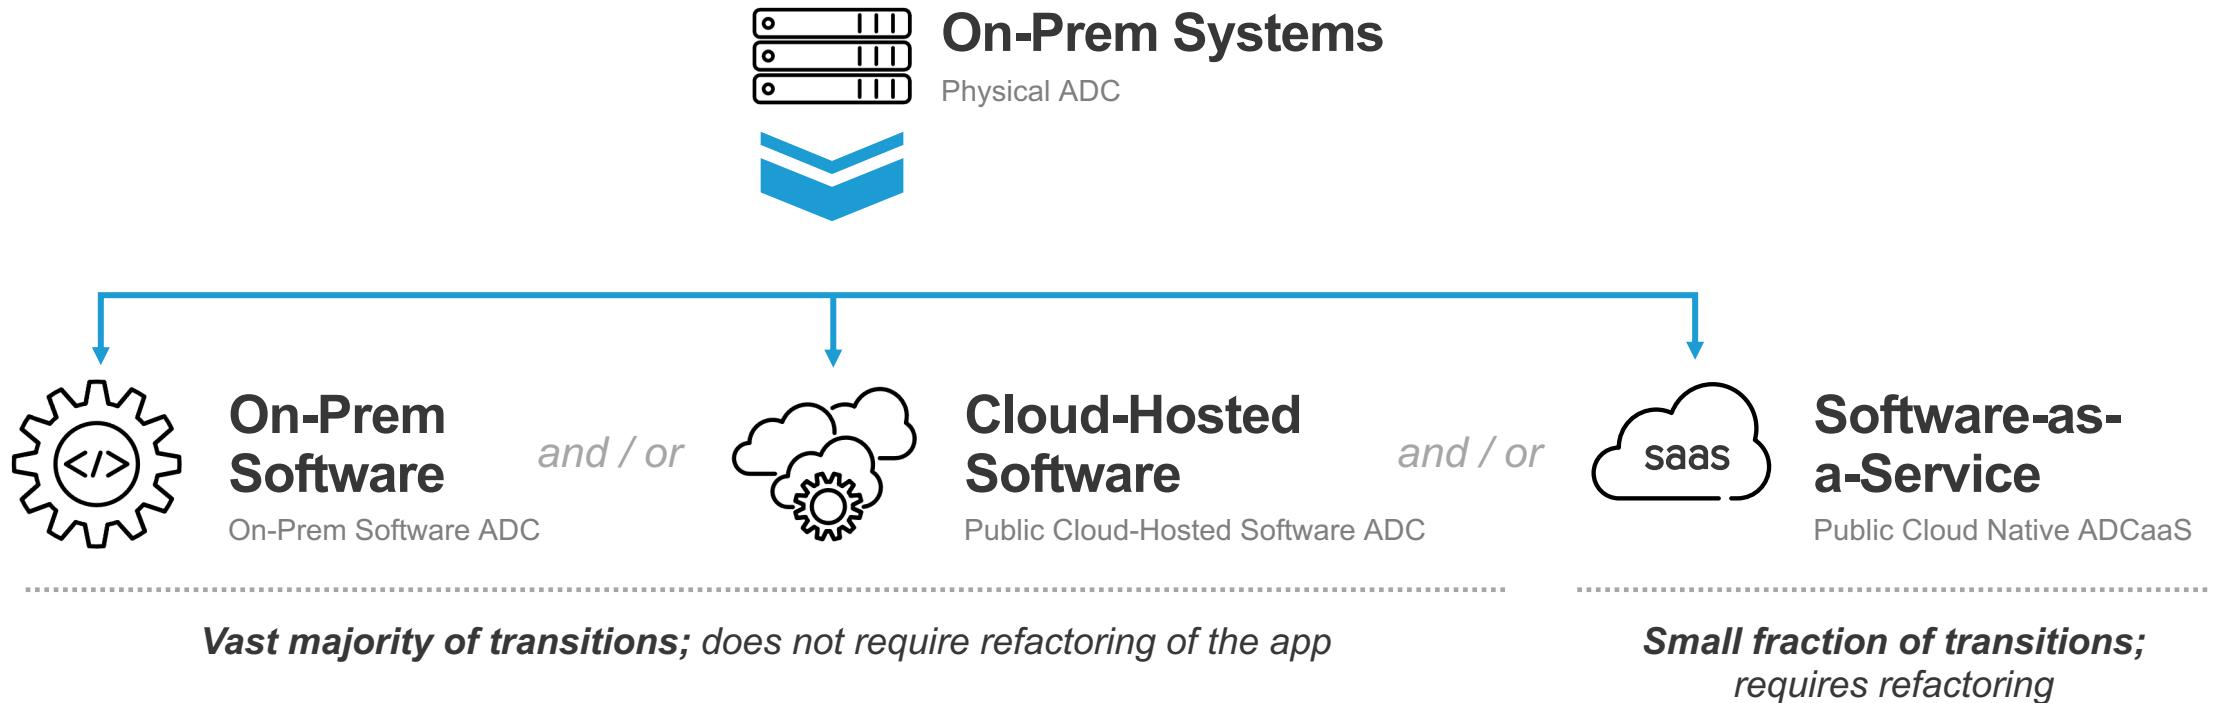 On-Prem Systems
Physical ADC
</>
On-Prem
Software
On-Prem Software ADC
and / or
Cloud-Hosted
Software
Public Cloud-Hosted Software ADC
and / or
saas
Software-as-
a-Service
Public Cloud Native ADCaaS
Vast majority of transitions; does not require refactoring of the app
Small fraction of transitions;
requires refactoring